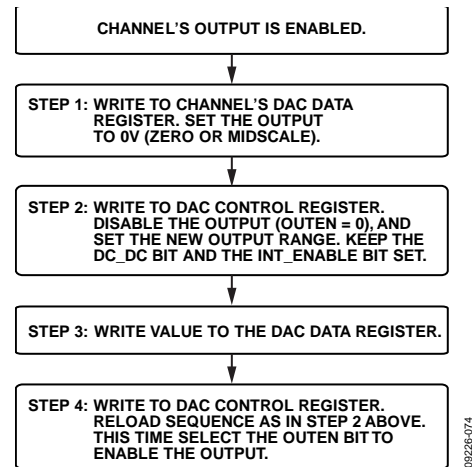 CHANNEL'S OUTPUT IS ENABLED.
STEP 1: WRITE TO CHANNEL'S DAC DATA
REGISTER. SET THE OUTPUT
TO 0V (ZERO OR MIDSCALE).
STEP 2: WRITE TO DAC CONTROL REGISTER.
DISABLE THE OUTPUT (OUTEN = 0), AND
SET THE NEW OUTPUT RANGE. KEEP THE
DC_DC BIT AND THE INT_ENABLE BIT SET.
STEP 3: WRITE VALUE TO THE DAC DATA REGISTER.
STEP 4: WRITE TO DAC CONTROL REGISTER.
RELOAD SEQUENCE AS IN STEP 2 ABOVE.
THIS TIME SELECT THE OUTEN BIT TO
ENABLE THE OUTPUT.
09226-074